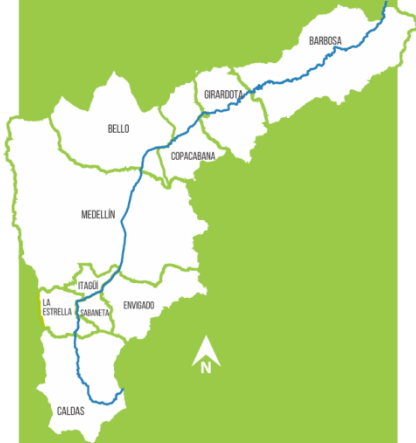 BARBOSA
GIRARDOTA
BELLO
COPACABANA
MEDELLÍN
ITAGÜÍ
LA
ESTRELLA
SABANETA
ENVIGADO
N
CALDAS